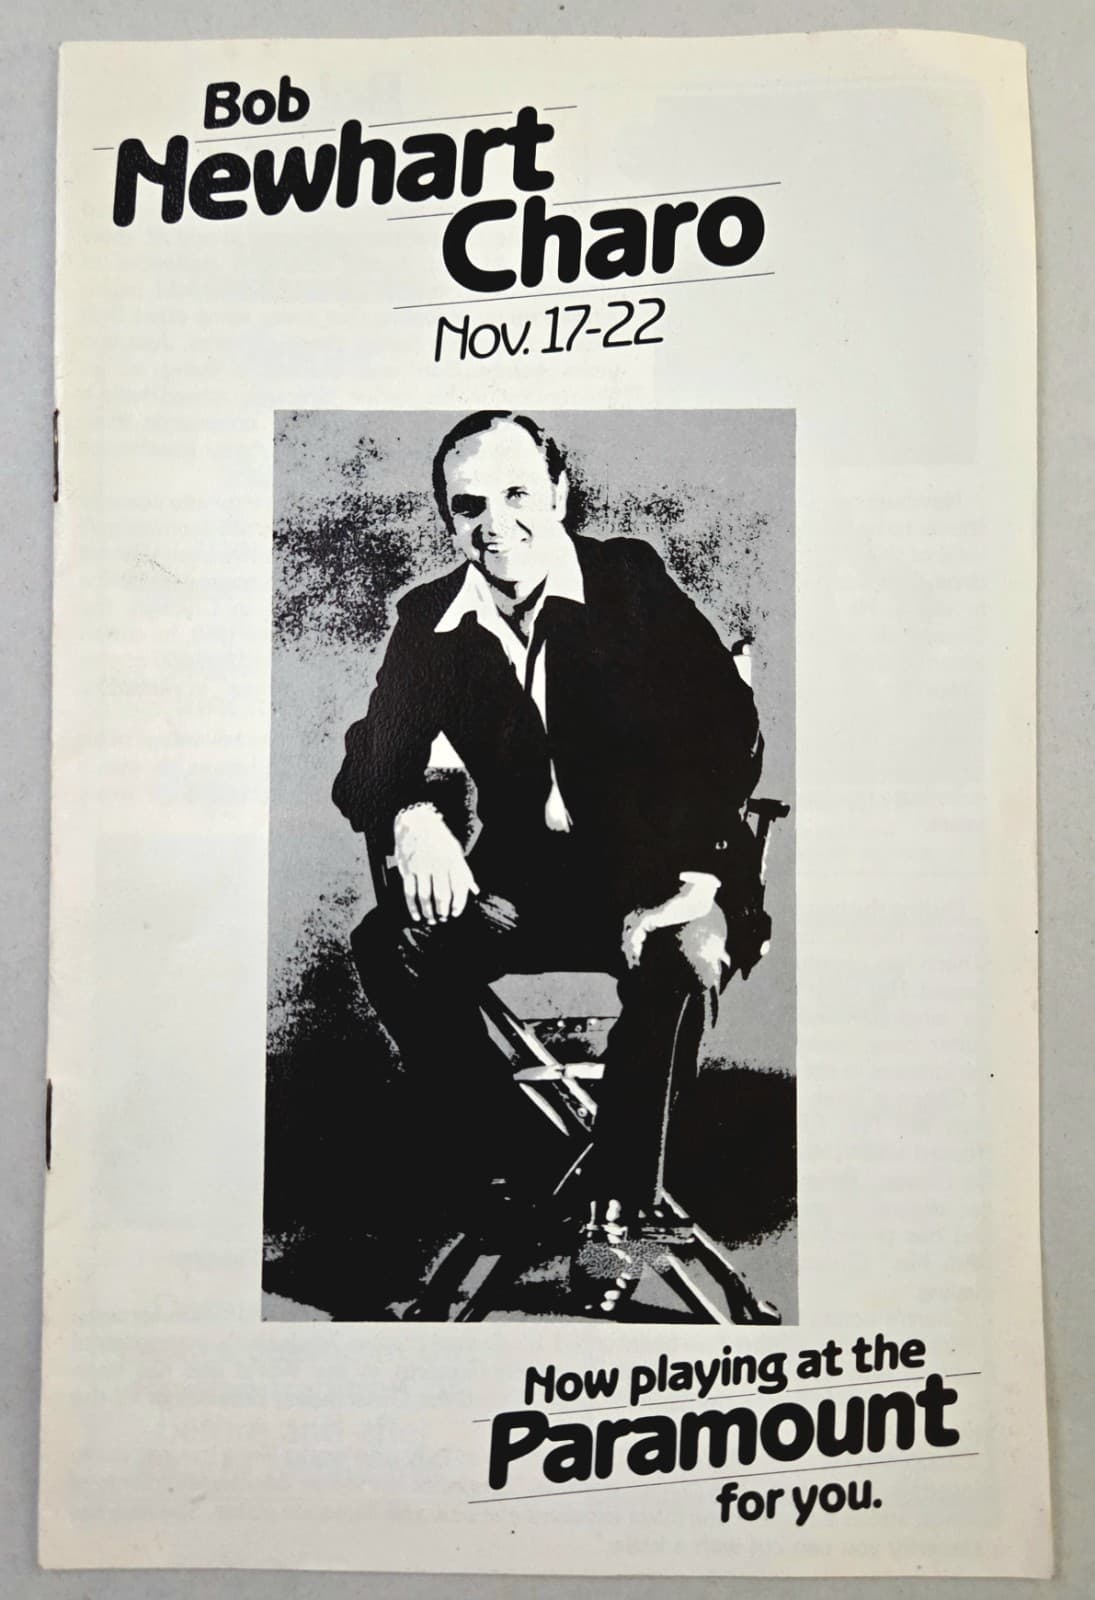 Bob
Newhart
Charo
Nov. 17-22
Now playing at the
Paramount
for you.